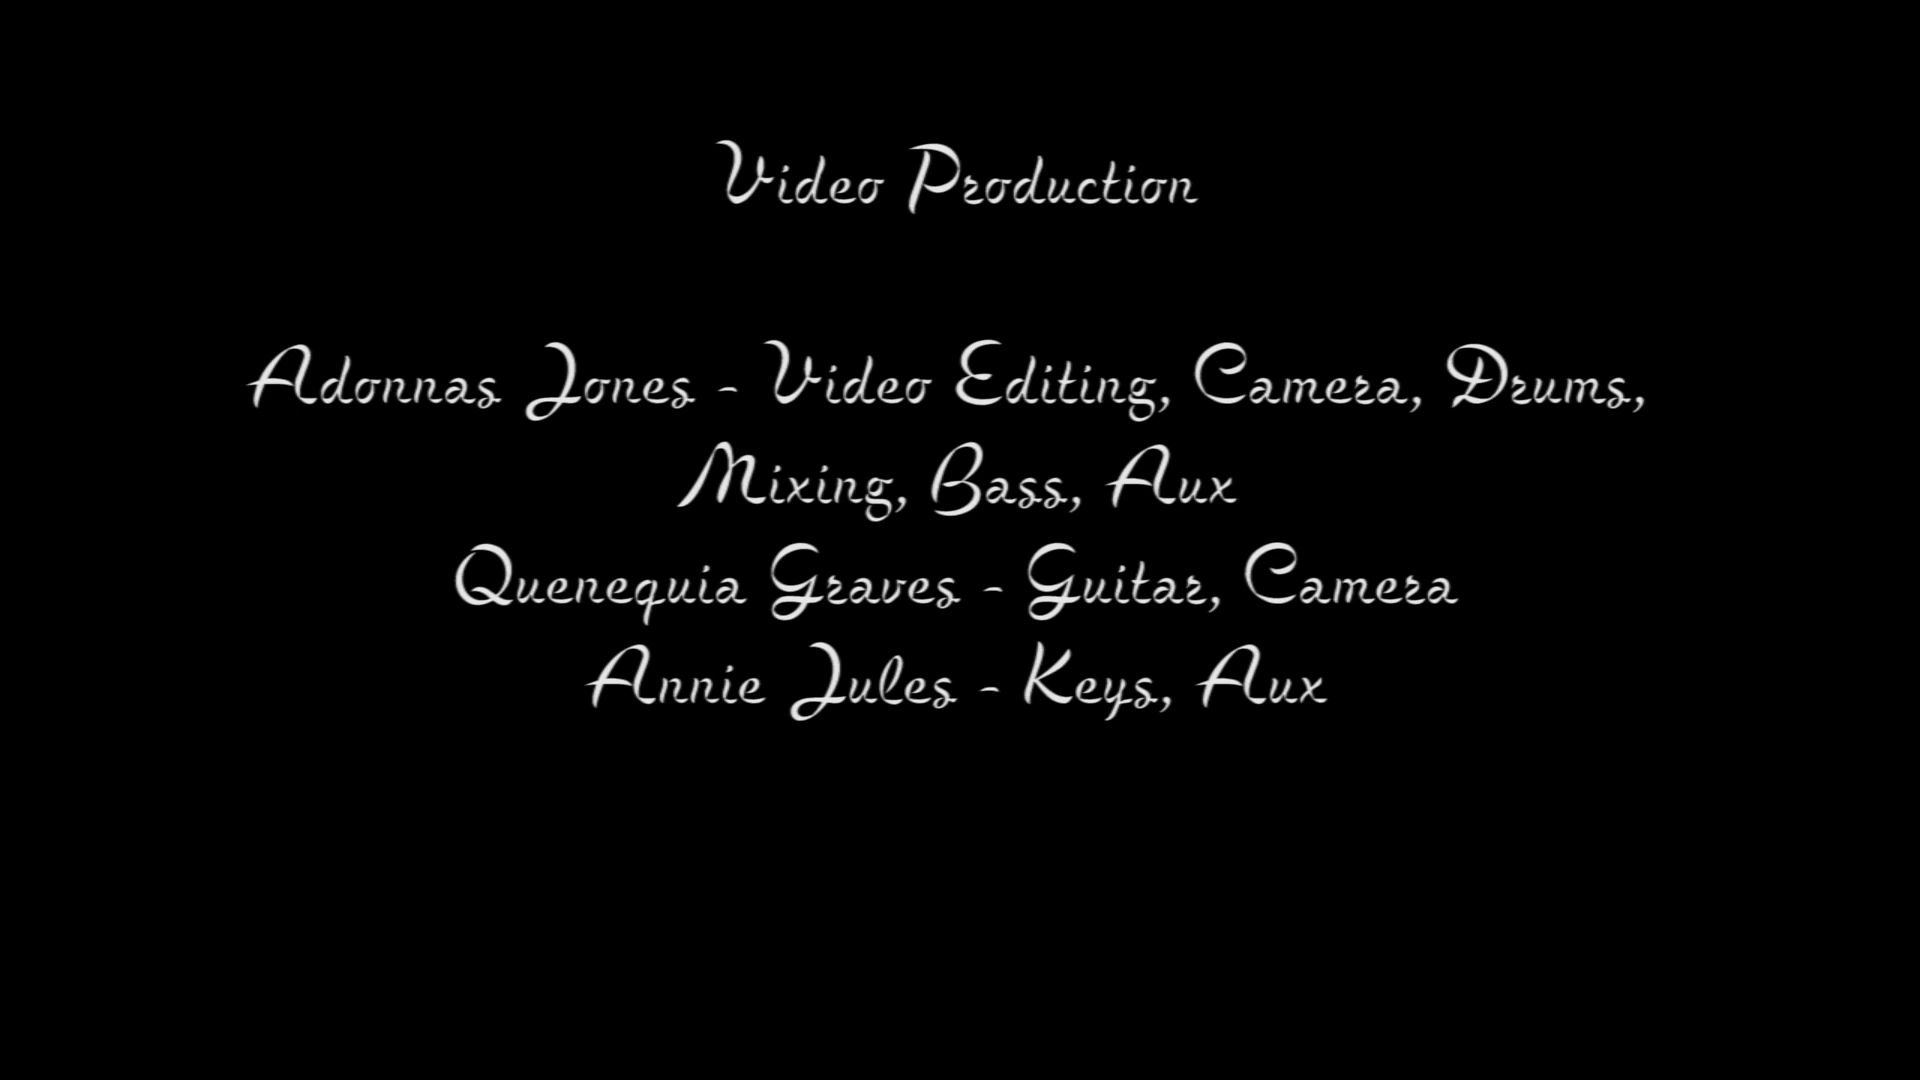 Video Production
Adonnas Jones - Video Editing, Camera, Drums,
Mixing, Bass, Aux
Quenequia Graves - Guitar, Camera
Annie Jules - Keys, Aux